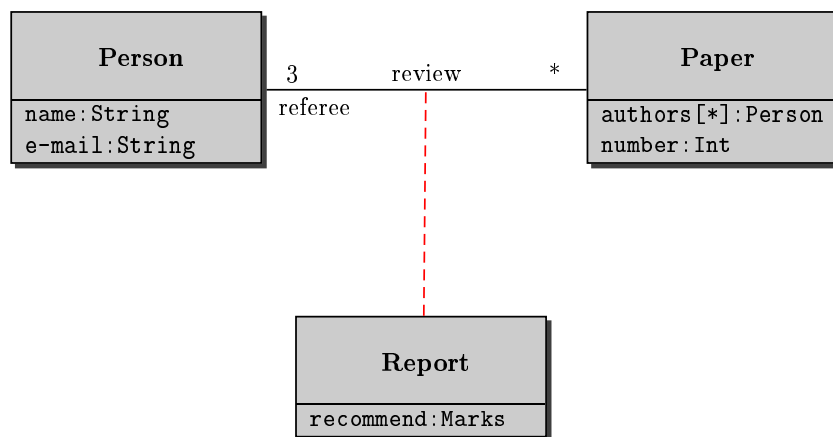 Person
name:String
e-mail:String
3
review
*
referee
Paper
authors[*]:Person
number:Int
Report
recommend:Marks